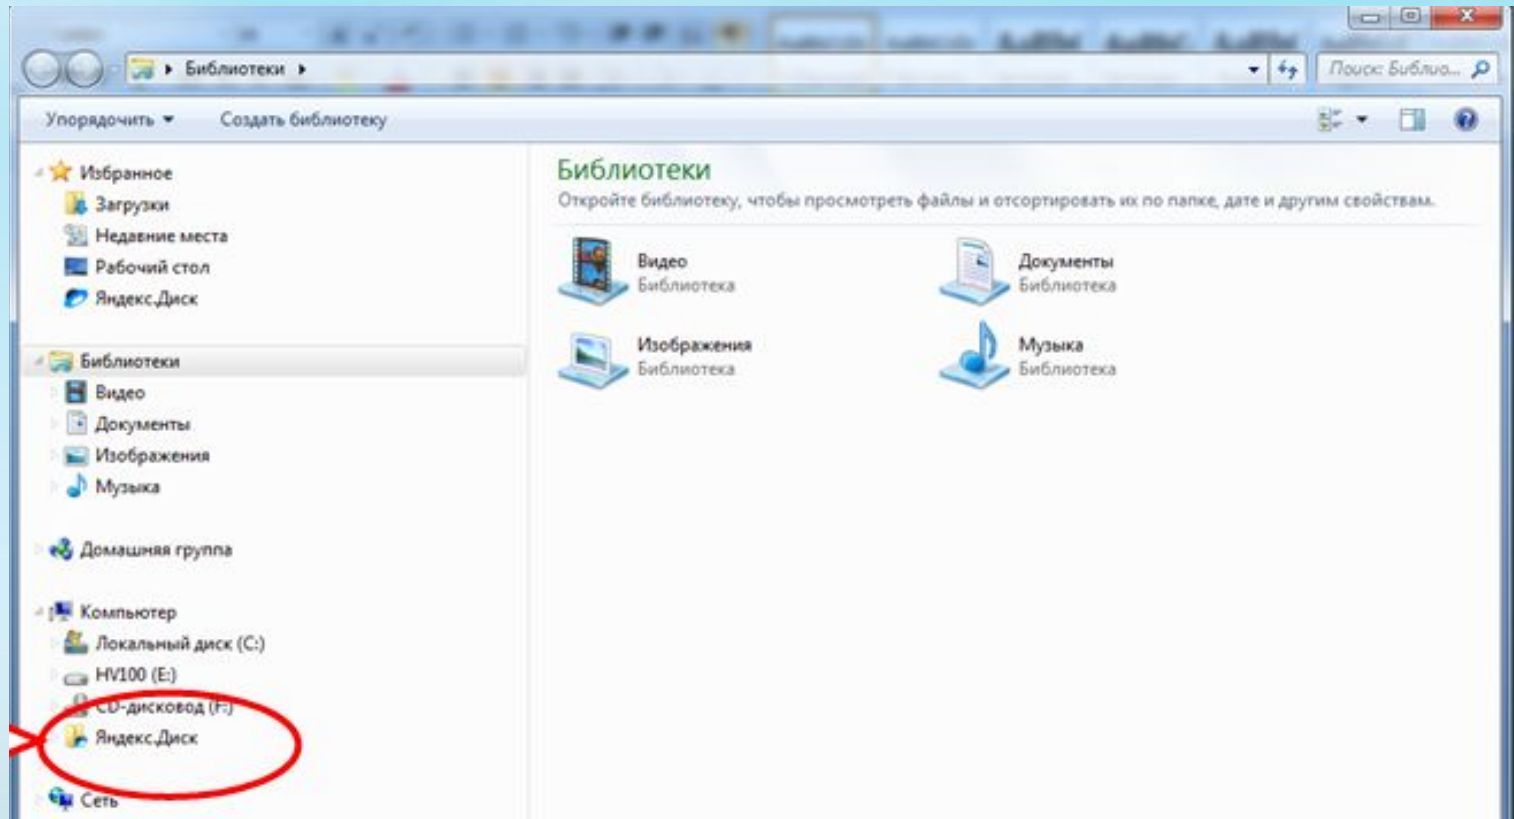 Библиотеки
Поиск: Библио...
Упорядочить
Создать библиотеку
Избранное
Загрузки
Недавние места
Рабочий стол
Яндекс.Диск
Библиотеки
Видео
Документы
Изображения
Музыка
Домашняя группа
Компьютер
Локальный диск (C:)
HV100 (E:)
CD-дисковод (F:)
Яндекс.Диск
Сеть
Библиотеки
Откройте библиотеку, чтобы просмотреть файлы и отсортировать их по папке, дате и другим свойствам.
Видео
Библиотека
Документы
Библиотека
Изображения
Библиотека
Музыка
Библиотека